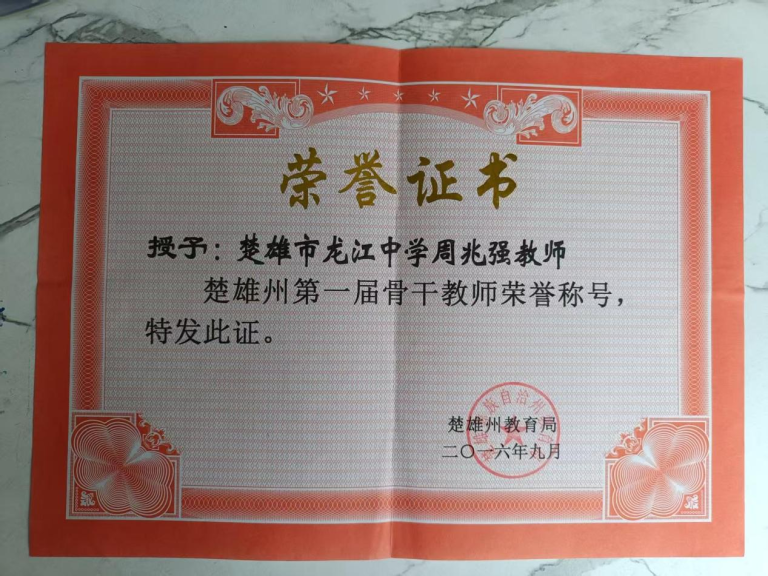 荣誉证书
授予：楚雄市龙江中学周兆强教师
楚雄州第一届骨干教师荣誉称号，
特发此证。
楚雄州教育局
二〇一六年九月